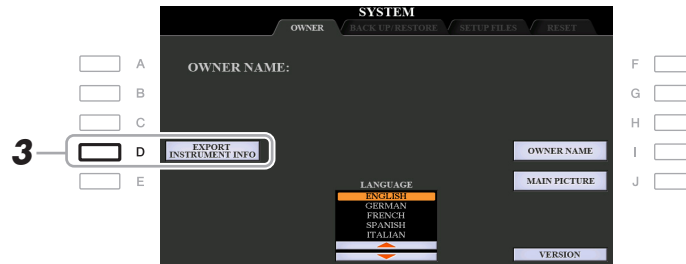 SYSTEM
OWNER BACK UP/RESTORE SETUP FILES RESET
OWNER NAME:
A
B
C
3 D
E
EXPORT
INSTRUMENT INFO
LANGUAGE
ENGLISH
GERMAN
FRENCH
SPANISH
ITALIAN
OWNER NAME
MAIN PICTURE
VERSION
F
G
H
I
J